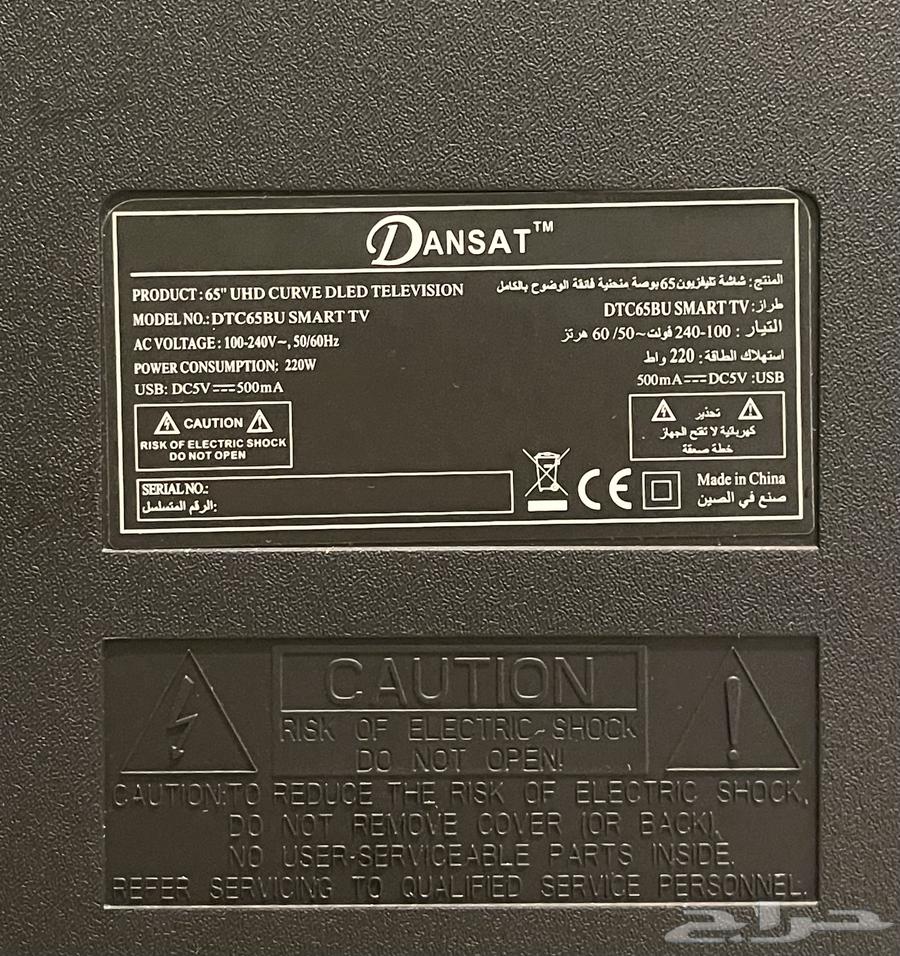 DANSAT™
PRODUCT : 65" UHD CURVE DLED TELEVISION
MODEL NO.: DTC65BU SMART TV
AC VOLTAGE : 100-240V~, 50/60Hz
POWER CONSUMPTION: 220W
USB: DC5V⎓500mA
CAUTION
RISK OF ELECTRIC SHOCK
DO NOT OPEN
SERIAL NO.:
الرقم المتسلسل:
المنتج: شاشة تليفزيون 65 بوصة منحنية فائقة الوضوح بالكامل
طراز: DTC65BU SMART TV
التيار : 100-240 فولت~50/ 60 هرتز
استهلاك الطاقة : 220 واط
500mA⎓DC5V :USB
تحذير
كهربائية لا تفتح الجهاز
خطة صعقة
CE
Made in China
صنع في الصين
CAUTION
RISK OF ELECTRIC SHOCK
DO NOT OPEN!
CAUTION:TO REDUCE THE RISK OF ELECTRIC SHOCK,
DO NOT REMOVE COVER (OR BACK).
NO USER-SERVICEABLE PARTS INSIDE.
REFER SERVICING TO QUALIFIED SERVICE PERSONNEL.
حراج